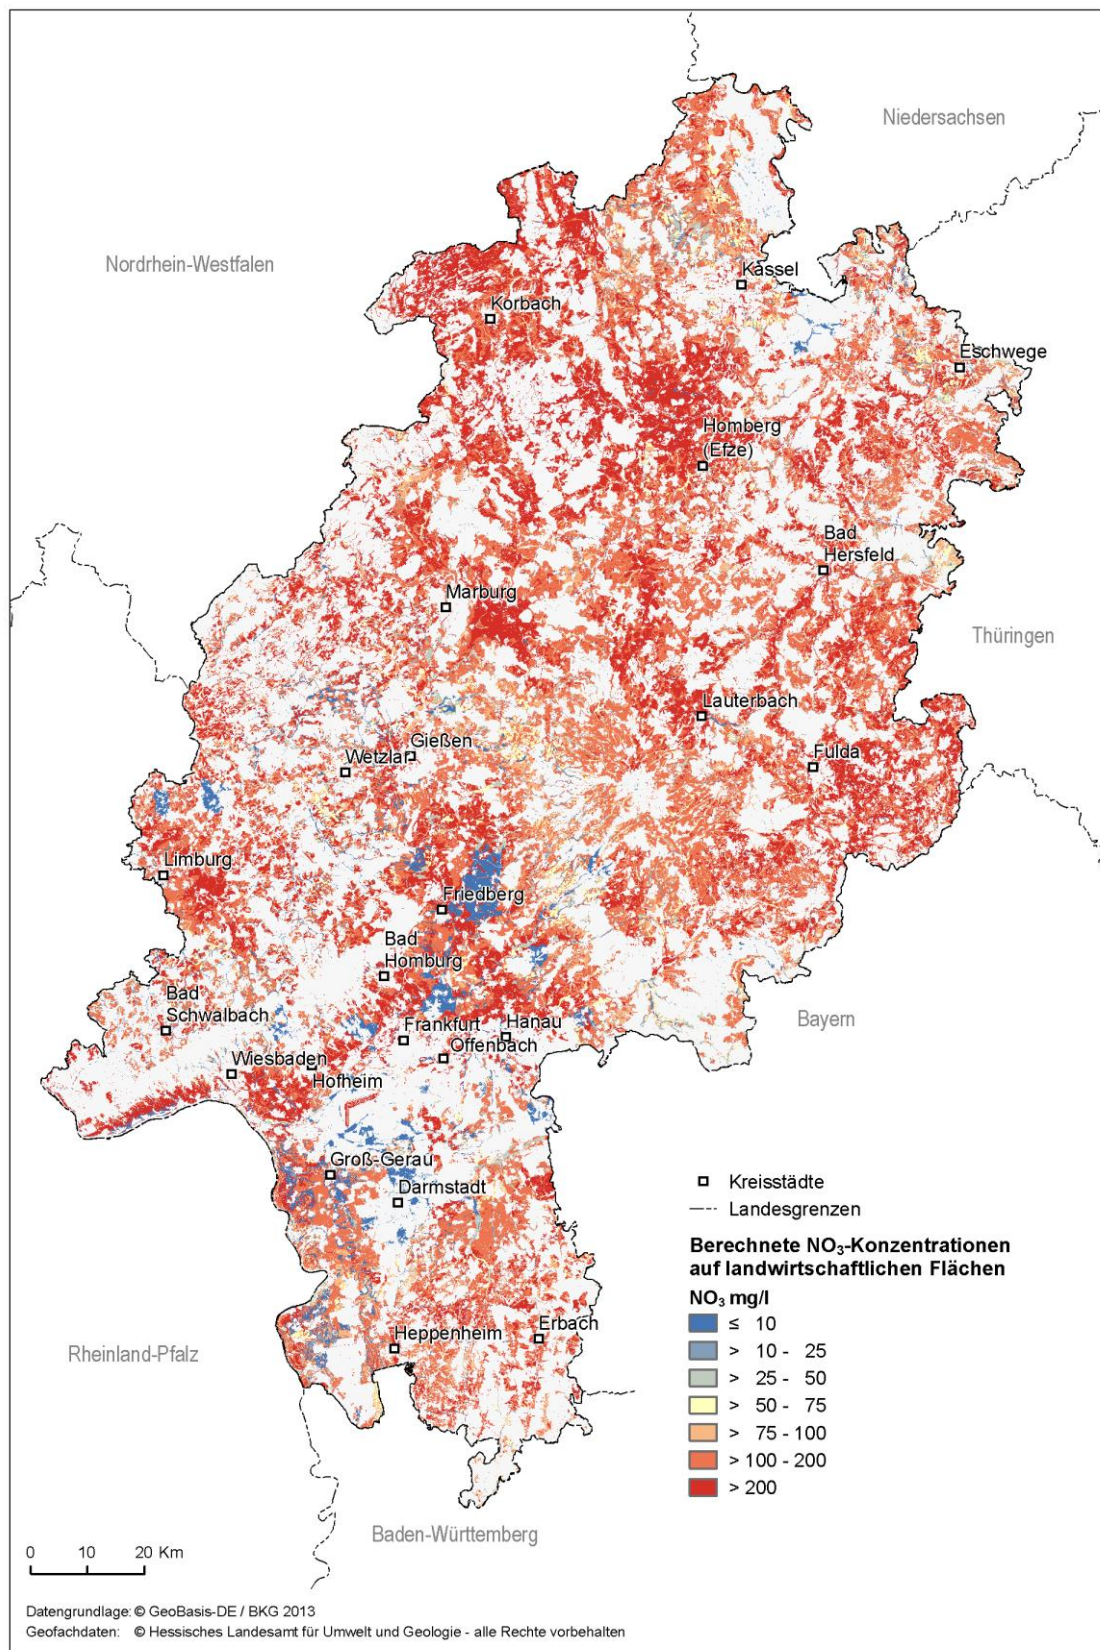 Niedersachsen
Nordrhein-Westfalen
Kassel
Korbach
Eschwege
Homberg
(Efze)
Bad
Hersfeld
Marburg
Thüringen
Lauterbach
Gießen
Wetzlar
Fulda
Limburg
Friedberg
Bad
Homburg
Bad
Schwalbach
Bayern
Frankfurt
Hanau
Offenbach
Wiesbaden
Hofheim
Groß-Gerau
Darmstadt
Kreisstädte
Landesgrenzen
Berechnete NO₃-Konzentrationen
auf landwirtschaftlichen Flächen
NO₃ mg/l
≤ 10
> 10 - 25
> 25 - 50
> 50 - 75
> 75 - 100
> 100 - 200
> 200
Heppenheim
Erbach
Rheinland-Pfalz
Baden-Württemberg
0 10 20 Km
Datengrundlage: © GeoBasis-DE / BKG 2013
Geofachdaten: © Hessisches Landesamt für Umwelt und Geologie - alle Rechte vorbehalten